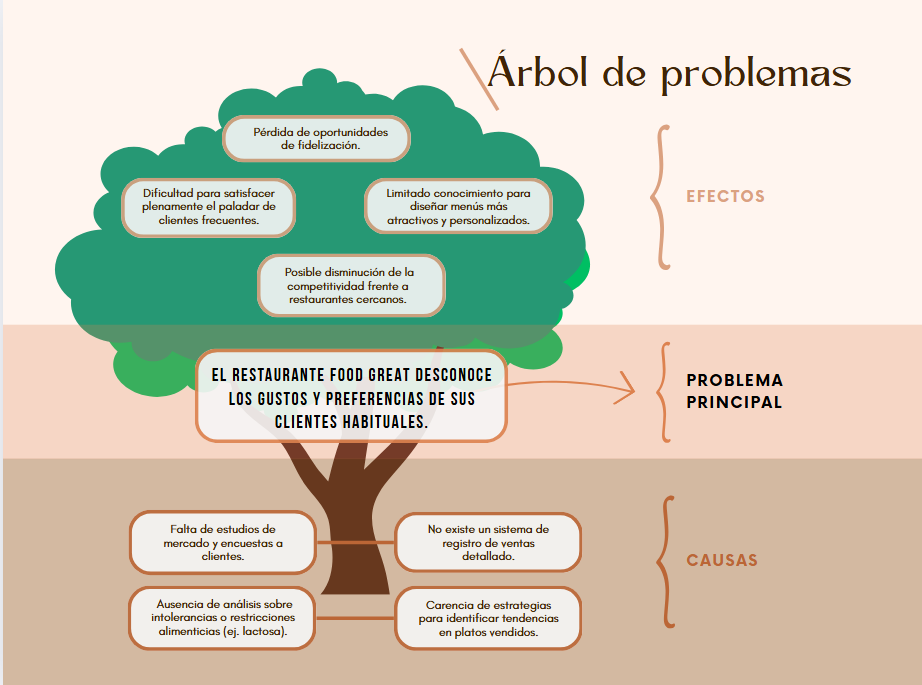 Árbol de problemas
Pérdida de oportunidades
de fidelización.
Dificultad para satisfacer
plenamente el paladar de
clientes frecuentes.
Limitado conocimiento para
diseñar menús más
atractivos y personalizados.
Posible disminución de la
competitividad frente a
restaurantes cercanos.
EFECTOS
EL RESTAURANTE FOOD GREAT DESCONOCE
LOS GUSTOS Y PREFERENCIAS DE SUS
CLIENTES HABITUALES.
PROBLEMA
PRINCIPAL
Falta de estudios de
mercado y encuestas a
clientes.
No existe un sistema de
registro de ventas
detallado.
Ausencia de análisis sobre
intolerancias o restricciones
alimenticias (ej. lactosa).
Carencia de estrategias
para identificar tendencias
en platos vendidos.
CAUSAS